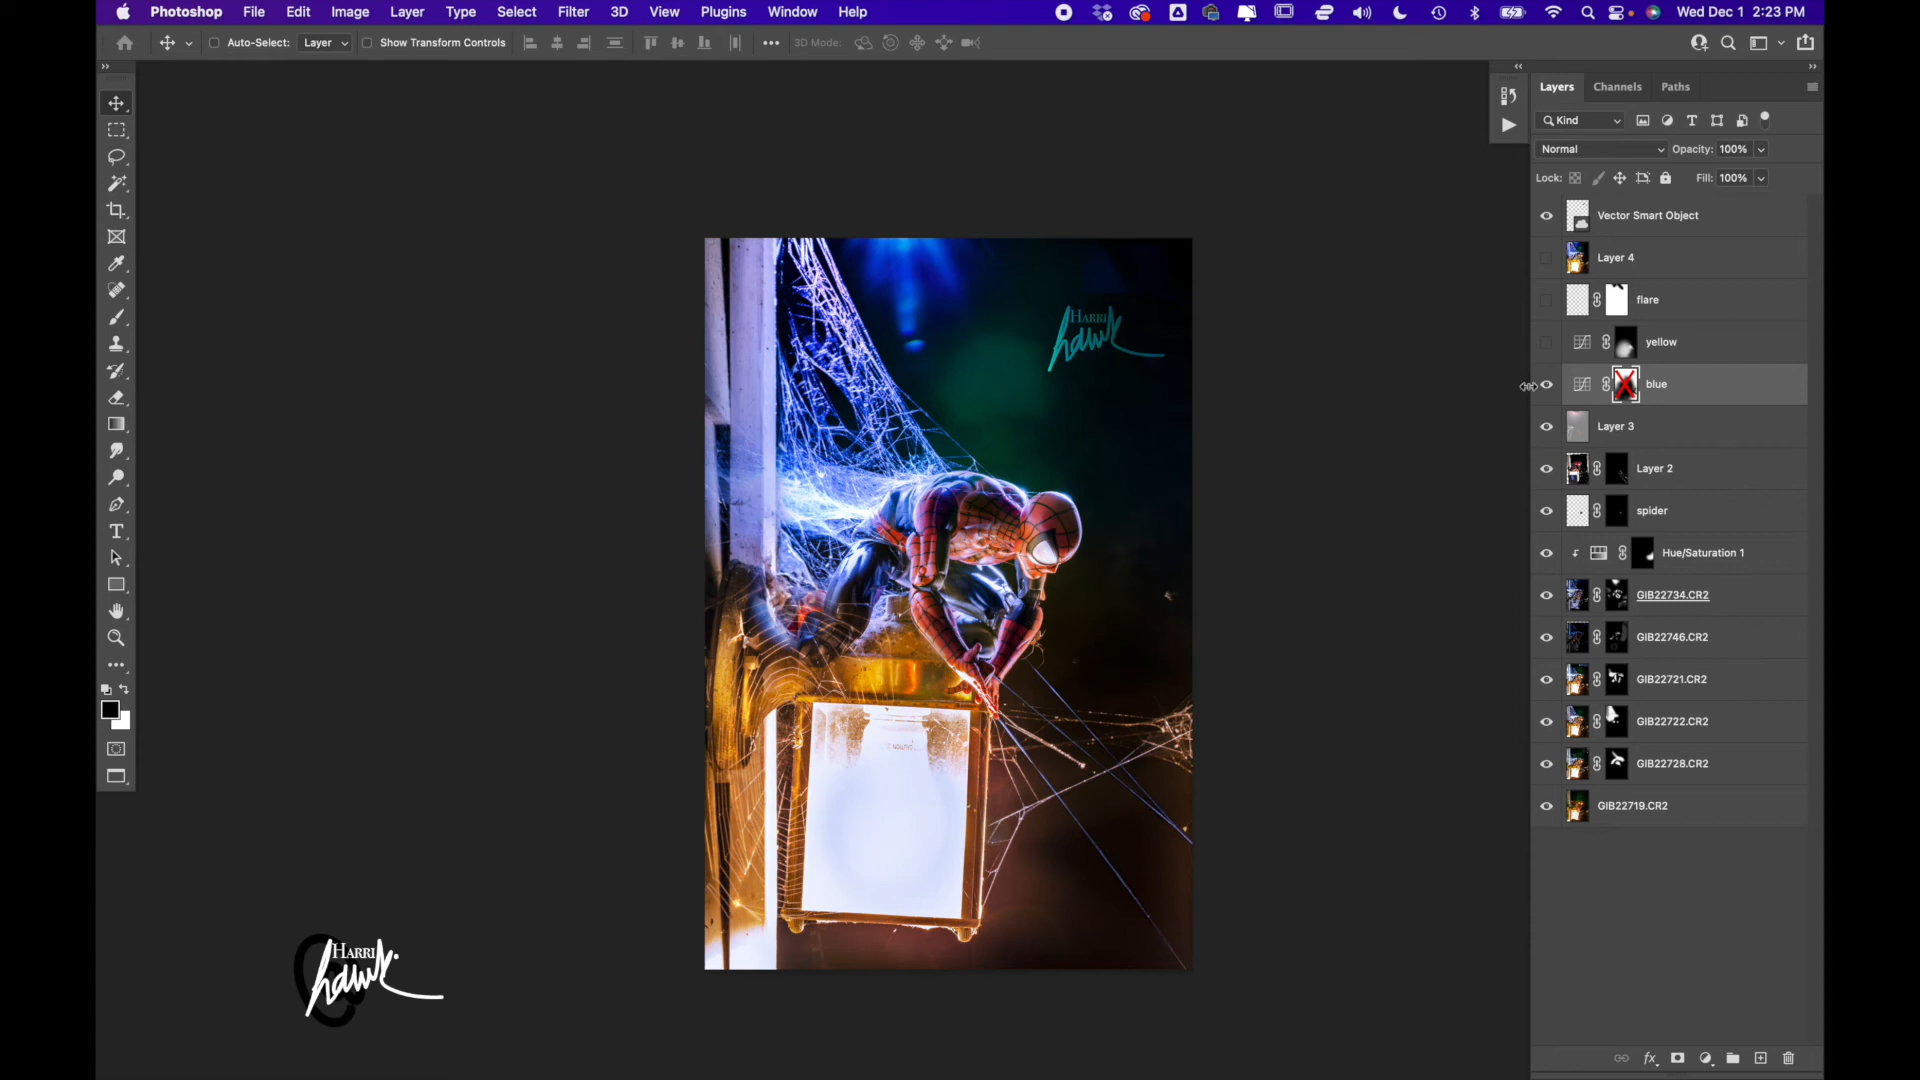 Photoshop File Edit Image Layer Type Select Filter 3D View Plugins Window Help Wed Dec 1 2:23 PM
Auto-Select: Layer Show Transform Controls 3D Mode:
Layers Channels Paths
Kind
Normal Opacity: 100%
Lock: Fill: 100%
Vector Smart Object
Layer 4
flare
yellow
blue
Layer 3
Layer 2
spider
Hue/Saturation 1
GIB22734.CR2
GIB22746.CR2
GIB22721.CR2
GIB22722.CR2
GIB22728.CR2
GIB22719.CR2
HARRI
hawk
HARRI
hawk